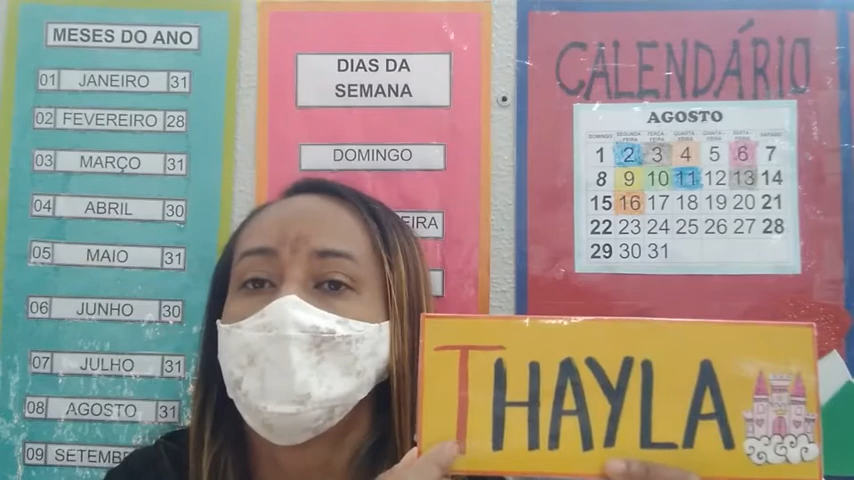 MESES DO ANO
01 JANEIRO 31
02 FEVEREIRO 28
03 MARÇO 31
04 ABRIL 30
05 MAIO 31
06 JUNHO 30
07 JULHO 31
08 AGOSTO 31
09 SETEMB
DIAS DA
SEMANA
DOMINGO
EIRA
CALENDÁRIO
AGOSTO
DOMINGO SEGUNDA-FEIRA TERÇA-FEIRA QUARTA-FEIRA QUINTA-FEIRA SEXTA-FEIRA SÁBADO
1 2 3 4 5 6 7
8 9 10 11 12 13 14
15 16 17 18 19 20 21
22 23 24 25 26 27 28
29 30 31
THAYLA